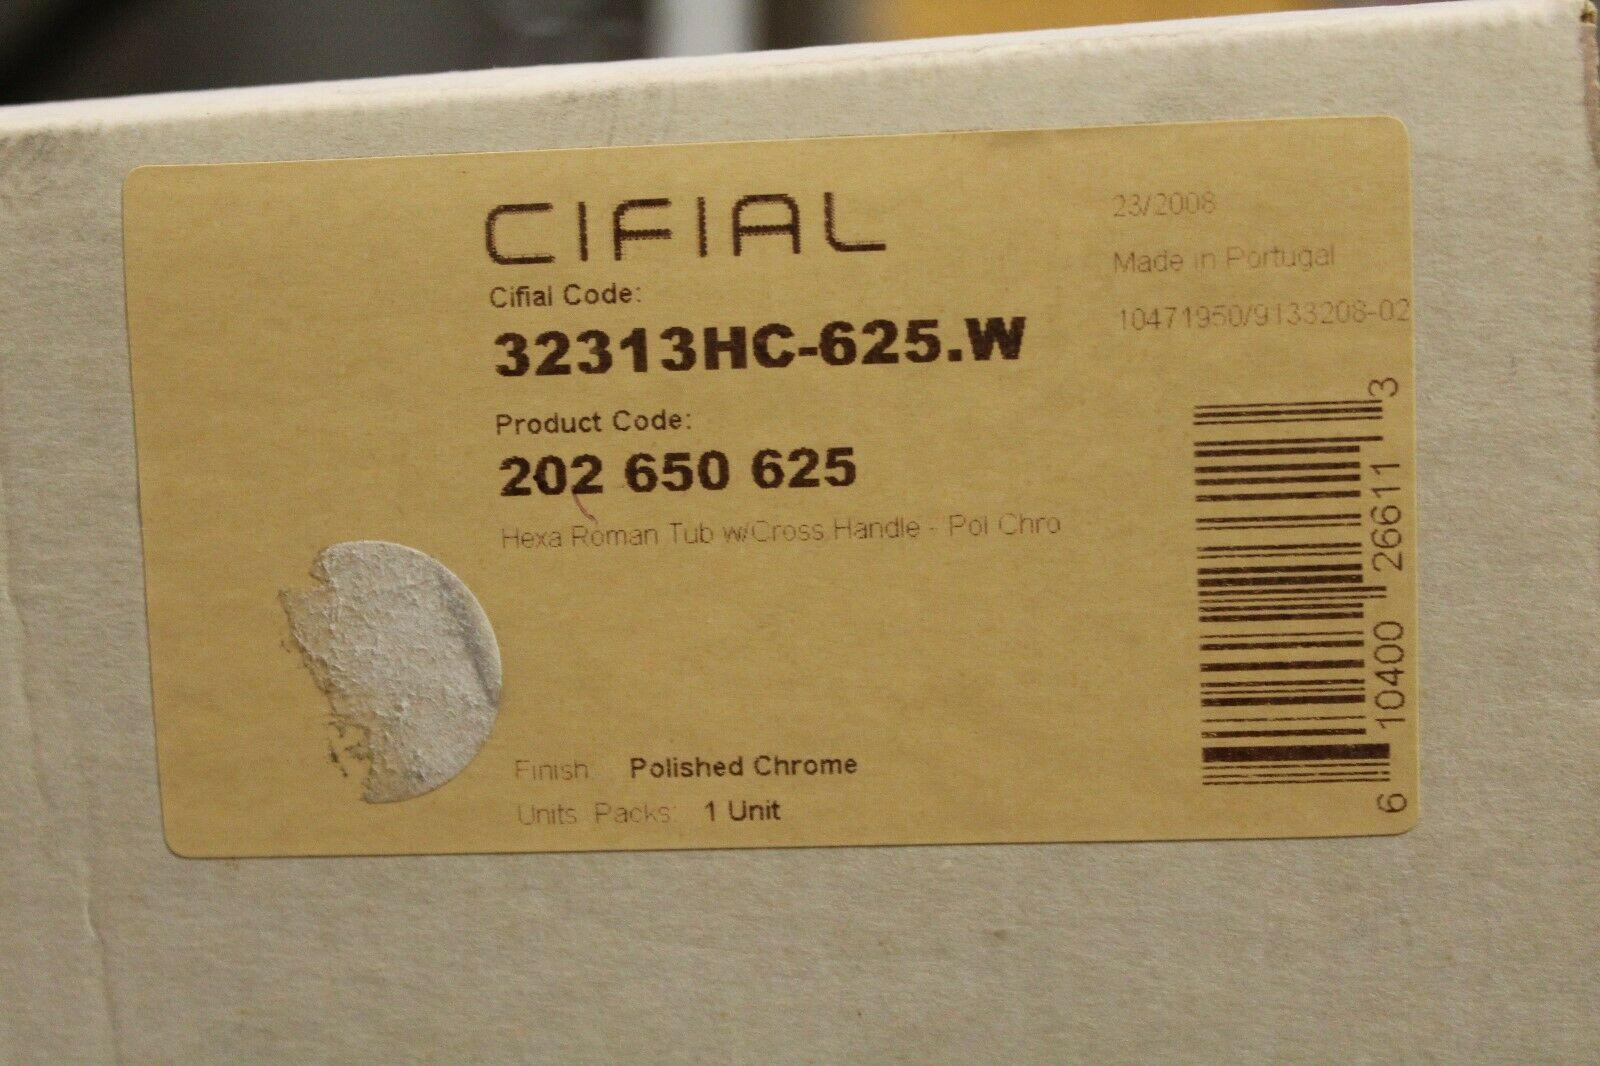 CIFIAL
Cifial Code:
32313HC-625.W
Product Code:
202 650 625
Hexa Roman Tub w/Cross Handle - Pol Chro
Finish Polished Chrome
Units Packs: 1 Unit
23/2008
Made in Portugal
10471950/9133208-02
6 10400 26611 3